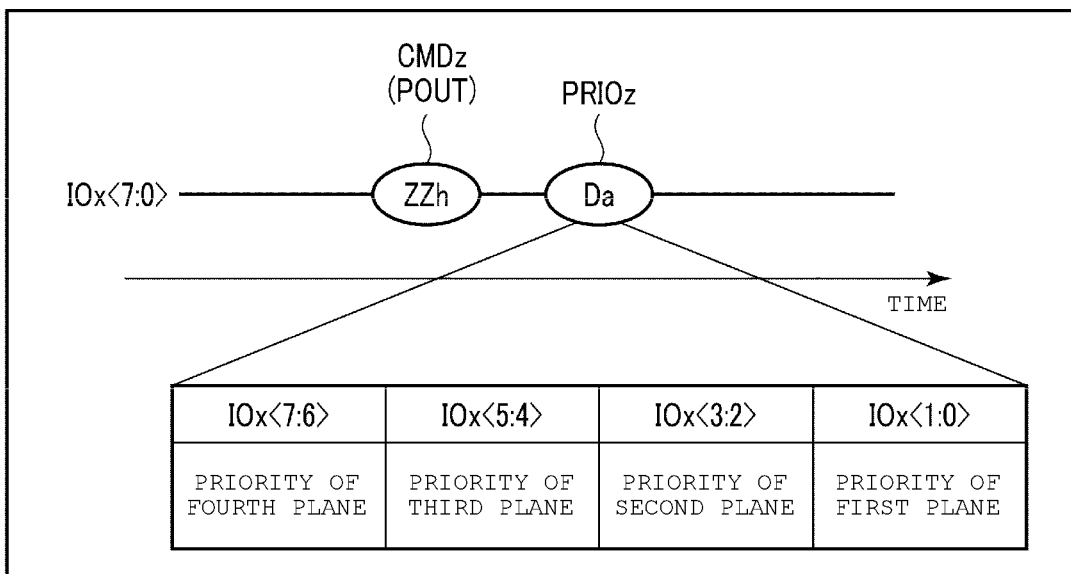 CMDz
(POUT)
PRIOz
IOx<7:0>
ZZh
Da
TIME
IOx<7:6>
IOx<5:4>
IOx<3:2>
IOx<1:0>
PRIORITY OF
FOURTH PLANE
PRIORITY OF
THIRD PLANE
PRIORITY OF
SECOND PLANE
PRIORITY OF
FIRST PLANE